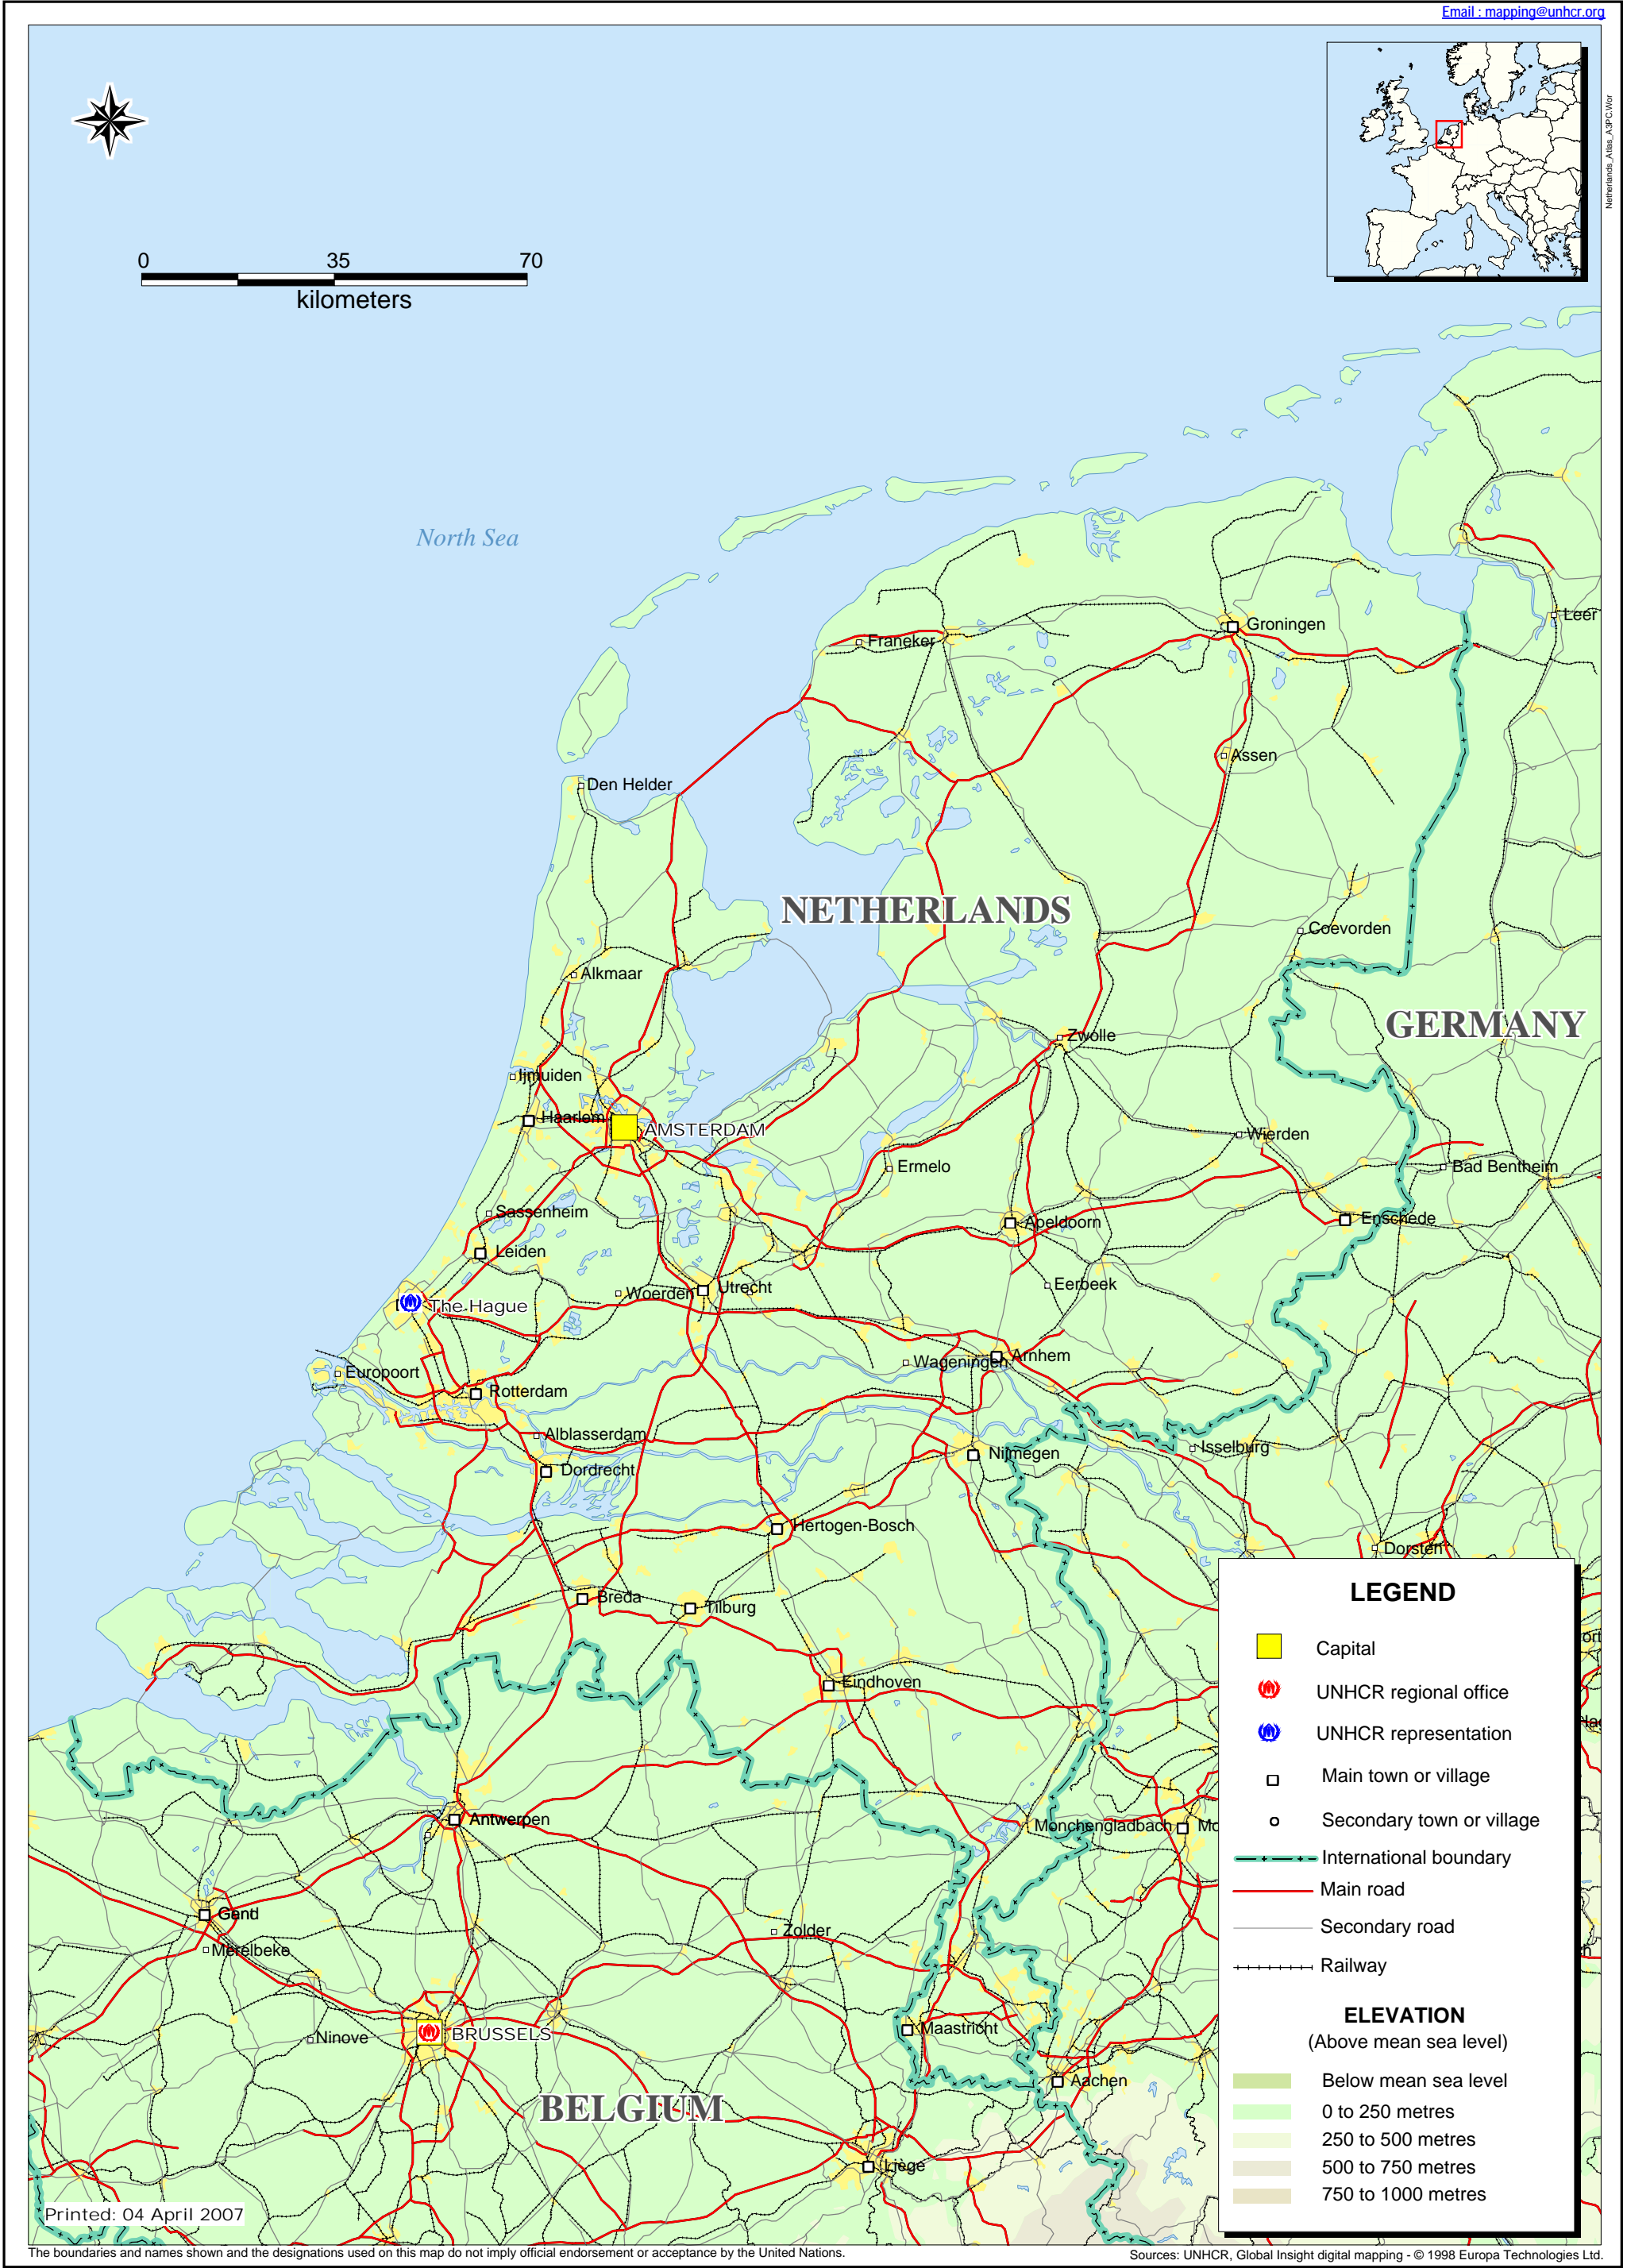 Email : mapping@unhcr.org
Netherlands_Atlas_A3PC.Wor
0 35 70
kilometers
North Sea
Leer
Groningen
Franeker
Assen
Den Helder
NETHERLANDS
Coevorden
Alkmaar
GERMANY
Zwolle
Ijmuiden
Haarlem
AMSTERDAM
Wierden
Ermelo
Bad Bentheim
Sassenheim
Apeldoorn
Enschede
Leiden
Eerbeek
Woerden
Utrecht
The Hague
Wageningen
Arnhem
Europoort
Rotterdam
Alblasserdam
Isselburg
Nijmegen
Dordrecht
Hertogen-Bosch
Dorsten
Breda
Tilburg
Eindhoven
Antwerpen
Monchengladbach
Mo
Gand
Merelbeke
Zolder
Ninove
BRUSSELS
Maastricht
Aachen
BELGIUM
Liege
LEGEND
Capital
UNHCR regional office
UNHCR representation
Main town or village
Secondary town or village
International boundary
Main road
Secondary road
Railway
ELEVATION
(Above mean sea level)
Below mean sea level
0 to 250 metres
250 to 500 metres
500 to 750 metres
750 to 1000 metres
Printed: 04 April 2007
The boundaries and names shown and the designations used on this map do not imply official endorsement or acceptance by the United Nations.
Sources: UNHCR, Global Insight digital mapping - © 1998 Europa Technologies Ltd.